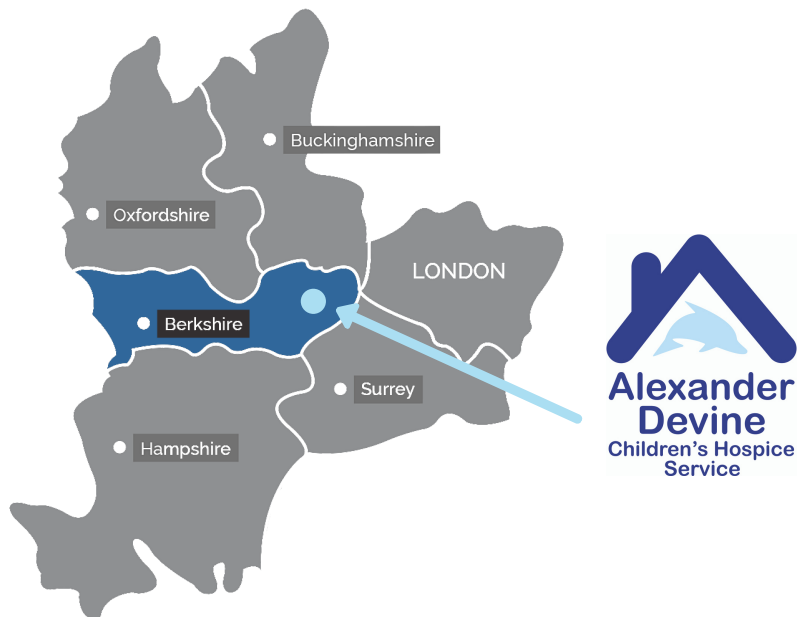 Buckinghamshire
Oxfordshire
LONDON
Berkshire
Surrey
Hampshire
Alexander
Devine
Children's Hospice
Service